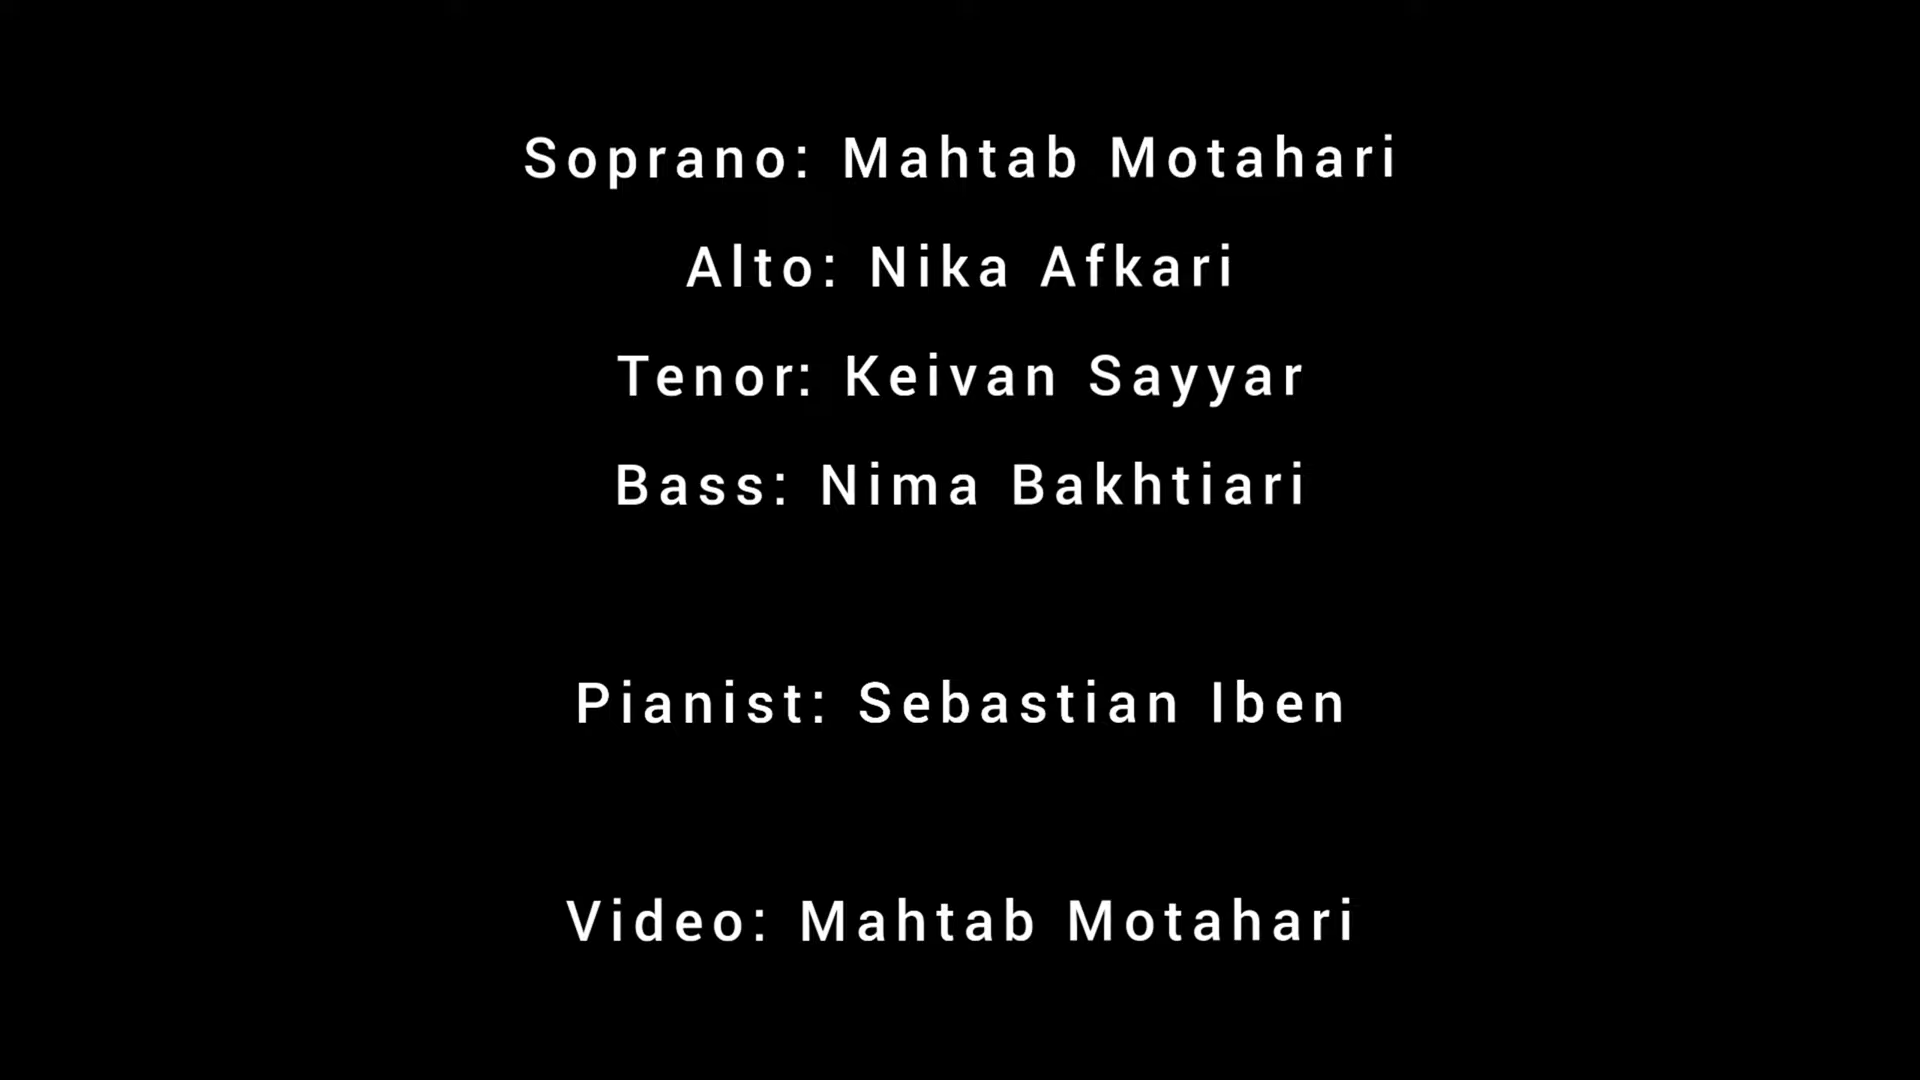 Soprano: Mahtab Motahari
Alto: Nika Afkari
Tenor: Keivan Sayyar
Bass: Nima Bakhtiari
Pianist: Sebastian Iben
Video: Mahtab Motahari